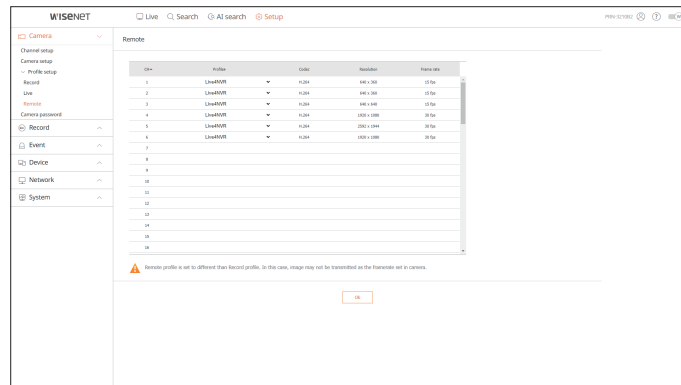 WISENET Live Search AI search Setup PRN-3210B2
Camera
Channel setup
Camera setup
Profile setup
Record
Live
Remote
Camera password
Record
Event
Device
Network
System
Remote
CH Profiles Codec Resolution Frame rate
1 Live4NVR H.264 640 x 360 15 fps
2 Live4NVR H.264 640 x 360 15 fps
3 Live4NVR H.264 640 x 640 15 fps
4 Live4NVR H.264 1920 x 1080 30 fps
5 Live4NVR H.264 2592 x 1944 30 fps
6 Live4NVR H.264 1920 x 1080 30 fps
7
8
9
10
11
12
13
14
15
16
Remote profile is set to different than Record profile. In this case, image may not be transmitted as the framerate set in camera.
OK